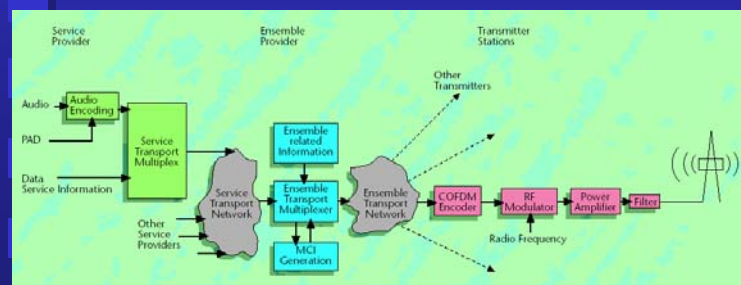 Service
Provider
Ensemble
Provider
Transmitter
Stations
Other
Transmitters
Audio
Audio
Encoding
PAD
Service
Transport
Multiplex
Data
Service Information
Ensemble
related
Information
Service
Transport
Network
Ensemble
Transport
Multiplexer
Ensemble
Transport
Network
COFDM
Encoder
RF
Modulator
Power
Amplifier
Filter
Other
Service
Providers
MCI
Generation
Radio Frequency